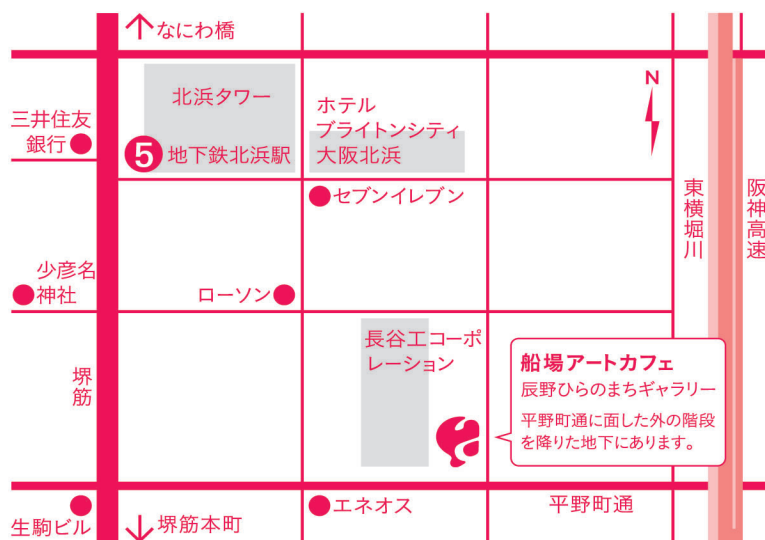 なにわ橋
北浜タワー
三井住友
銀行
5
地下鉄北浜駅
ホテル
ブライトンシティ
大阪北浜
N
セブンイレブン
東横堀川
阪神高速
少彦名
神社
ローソン
長谷工コーポ
レーション
堺筋
船場アートカフェ
辰野ひらのまちギャラリー
平野町通に面した外の階段
を降りた地下にあります。
生駒ビル
堺筋本町
エネオス
平野町通